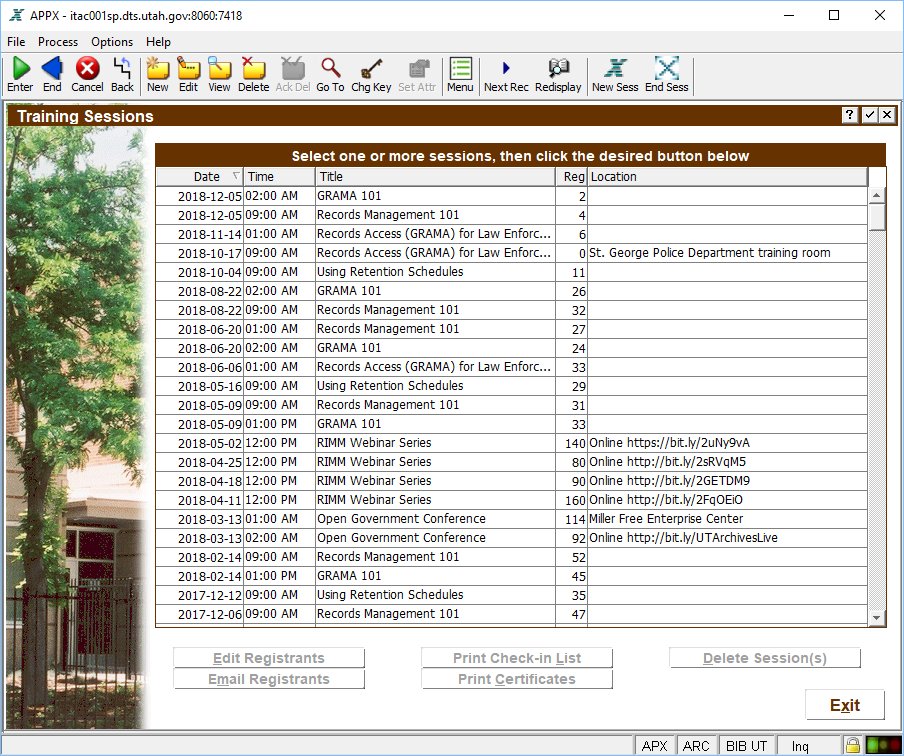 APPX - itac001sp.dts.utah.gov:8060:7418
File Process Options Help
Enter End Cancel Back New Edit View Delete Ack Del Go To Chg Key Set Attr Menu Next Rec Redisplay New Sess End Sess
Training Sessions
Select one or more sessions, then click the desired button below
Date Time Title Reg Location
2018-12-05 02:00 AM GRAMA 101 2
2018-12-05 09:00 AM Records Management 101 4
2018-11-14 01:00 AM Records Access (GRAMA) for Law Enforc... 6
2018-10-17 09:00 AM Records Access (GRAMA) for Law Enforc... 0 St. George Police Department training room
2018-10-04 09:00 AM Using Retention Schedules 11
2018-08-22 02:00 AM GRAMA 101 26
2018-08-22 09:00 AM Records Management 101 32
2018-06-20 01:00 AM Records Management 101 27
2018-06-20 02:00 AM GRAMA 101 24
2018-06-06 01:00 AM Records Access (GRAMA) for Law Enforc... 33
2018-05-16 09:00 AM Using Retention Schedules 29
2018-05-09 09:00 AM Records Management 101 31
2018-05-09 01:00 PM GRAMA 101 33
2018-05-02 12:00 PM RIMM Webinar Series 140 Online https://bit.ly/2uNy9vA
2018-04-25 12:00 PM RIMM Webinar Series 80 Online http://bit.ly/2sRVqM5
2018-04-18 12:00 PM RIMM Webinar Series 90 Online http://bit.ly/2GETDM9
2018-04-11 12:00 PM RIMM Webinar Series 160 Online http://bit.ly/2FqOEiO
2018-03-13 01:00 AM Open Government Conference 114 Miller Free Enterprise Center
2018-03-13 02:00 AM Open Government Conference 92 Online http://bit.ly/UTArchivesLive
2018-02-14 09:00 AM Records Management 101 52
2018-02-14 01:00 PM GRAMA 101 45
2017-12-12 09:00 AM Using Retention Schedules 35
2017-12-06 09:00 AM Records Management 101 47
Edit Registrants Print Check-in List Delete Session(s)
Email Registrants Print Certificates
Exit
APX ARC BIB UT Inq